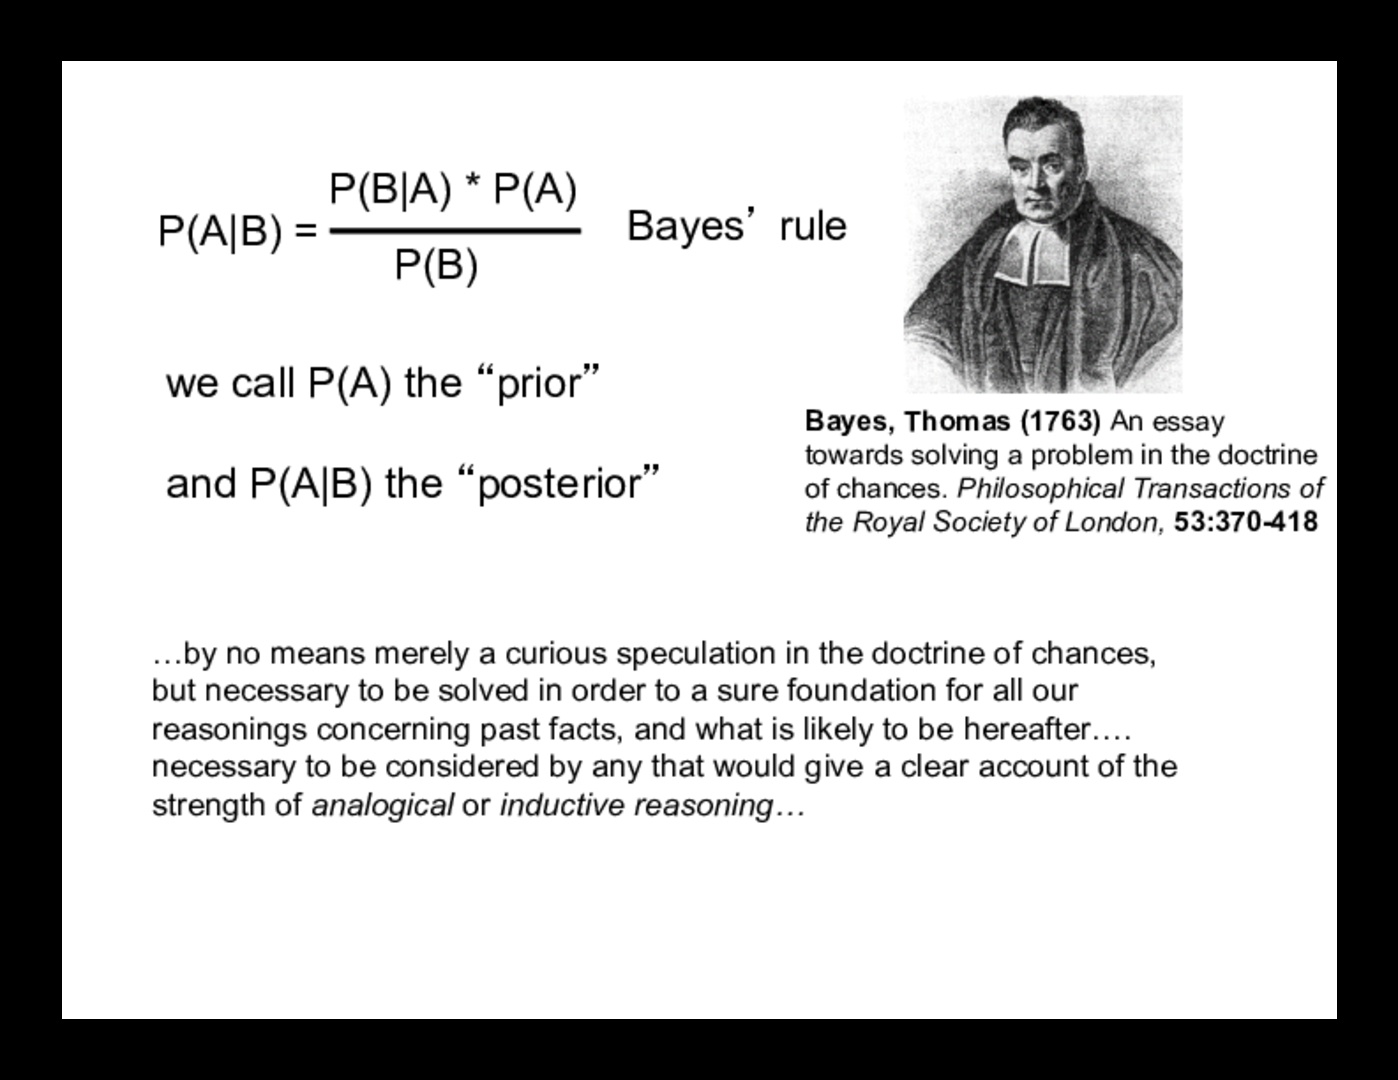 P(A|B) = P(B|A) * P(A)
P(B)
Bayes’ rule
we call P(A) the “prior”
and P(A|B) the “posterior”
Bayes, Thomas (1763) An essay
towards solving a problem in the doctrine
of chances. Philosophical Transactions of
the Royal Society of London, 53:370-418
…by no means merely a curious speculation in the doctrine of chances,
but necessary to be solved in order to a sure foundation for all our
reasonings concerning past facts, and what is likely to be hereafter….
necessary to be considered by any that would give a clear account of the
strength of analogical or inductive reasoning…